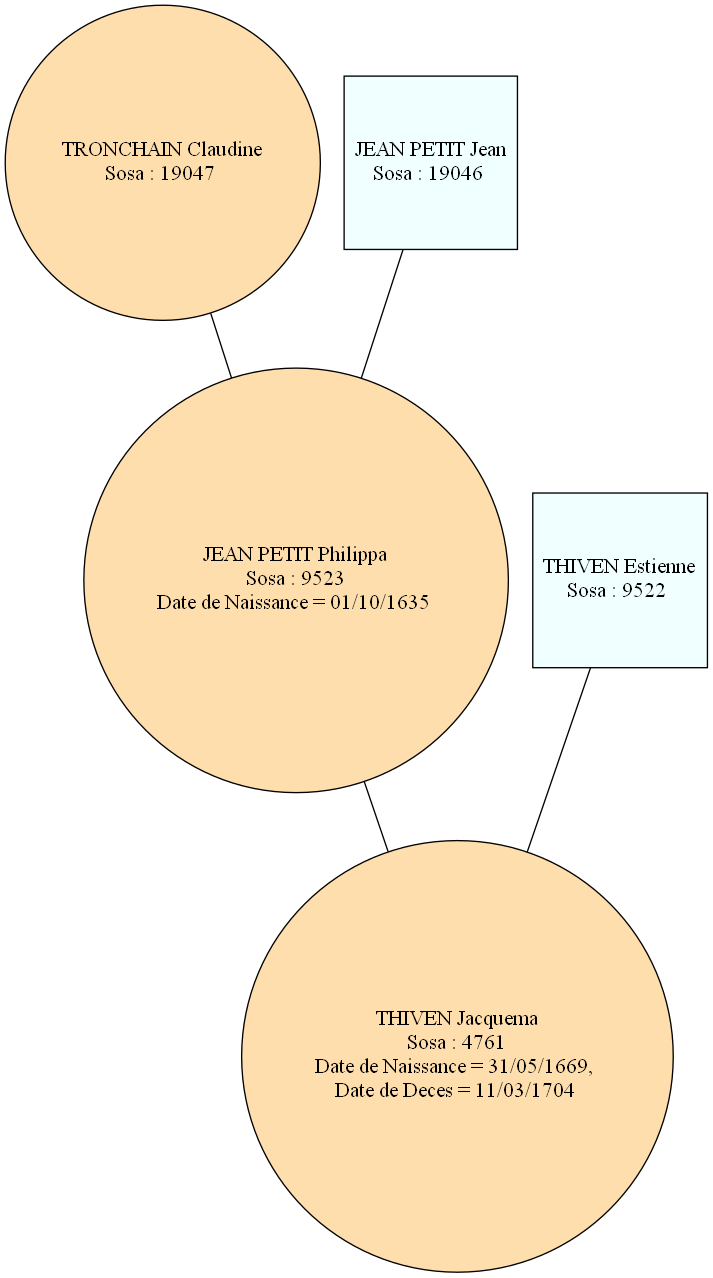 TRONCHAIN Claudine
Sosa : 19047
JEAN PETIT Jean
Sosa : 19046
JEAN PETIT Philippa
Sosa : 9523
Date de Naissance = 01/10/1635
THIVEN Estienne
Sosa : 9522
THIVEN Jacquema
Sosa : 4761
Date de Naissance = 31/05/1669,
Date de Deces = 11/03/1704